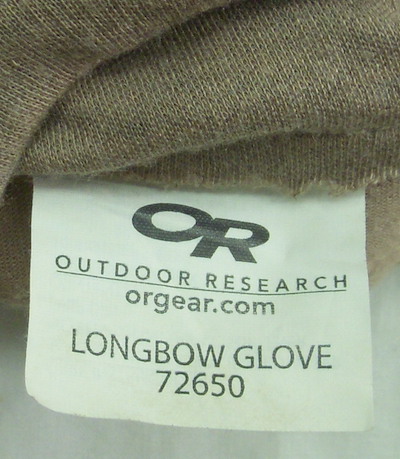 OR
OUTDOOR RESEARCH
orgear.com
LONGBOW GLOVE
72650